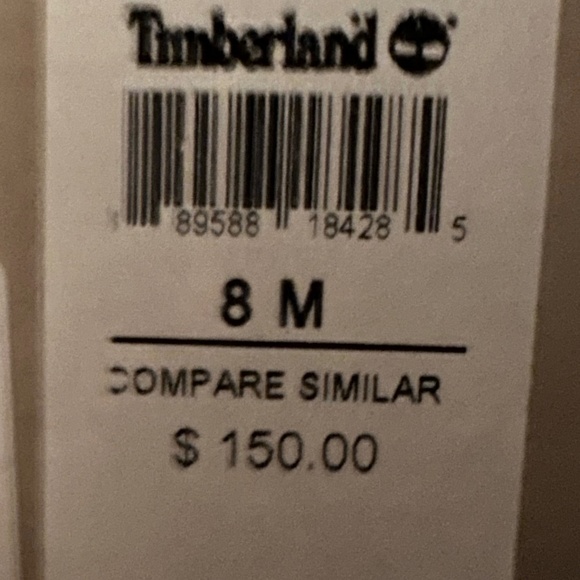 Timberland
89588 18428 5
8 M
COMPARE SIMILAR
$ 150.00